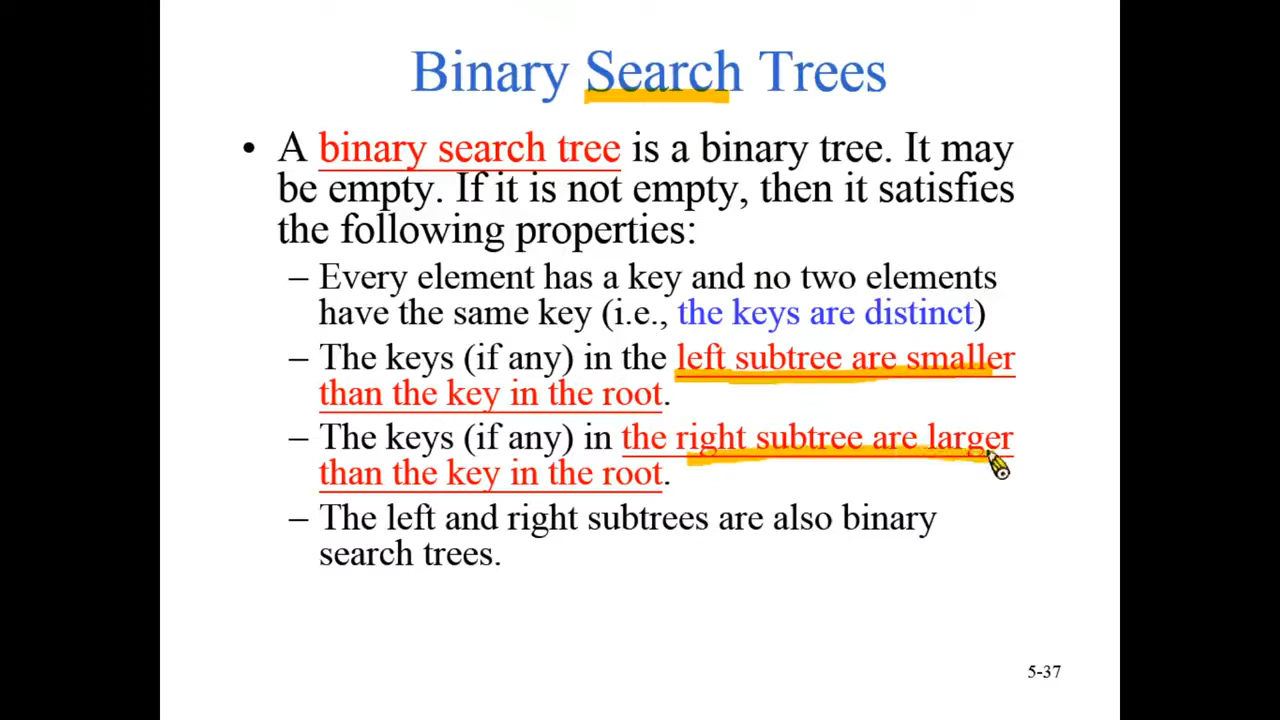 Binary Search Trees
• A binary search tree is a binary tree. It may
be empty. If it is not empty, then it satisfies
the following properties:
– Every element has a key and no two elements
have the same key (i.e., the keys are distinct)
– The keys (if any) in the left subtree are smaller
than the key in the root.
– The keys (if any) in the right subtree are larger
than the key in the root.
– The left and right subtrees are also binary
search trees.
5-37